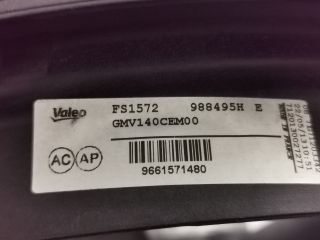 Valeo FS1572 988495H E
GMV140CEM00
AC AP
9661571480